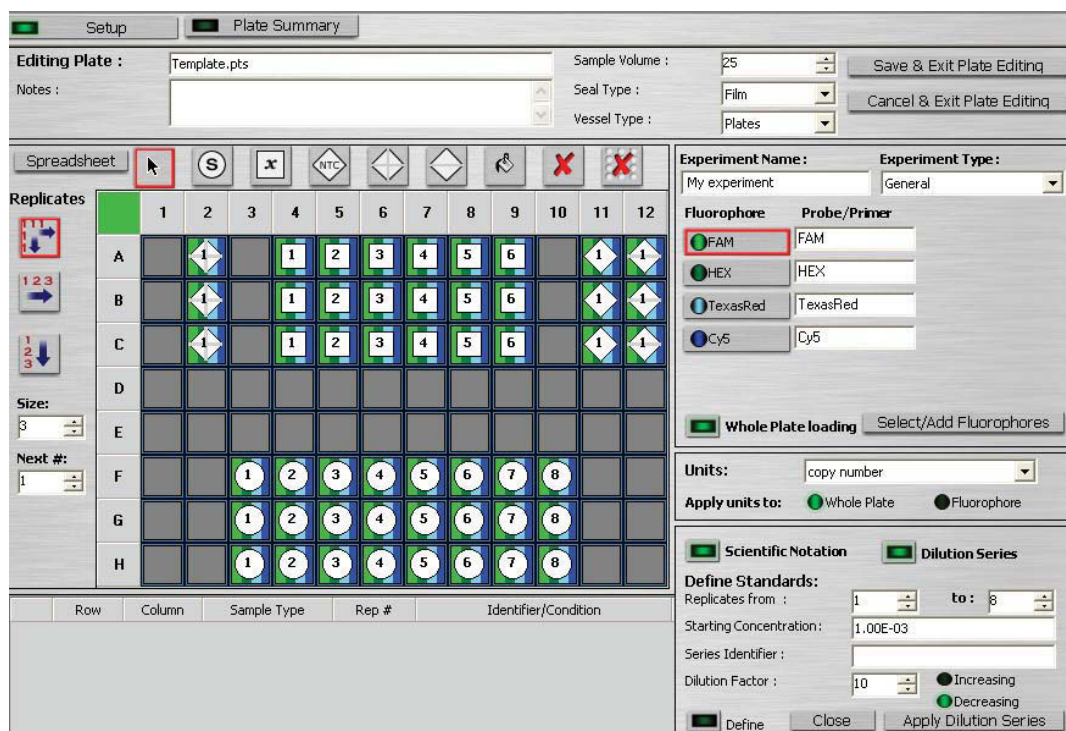 Setup Plate Summary
Editing Plate : Template.pts Sample Volume : 25 Save & Exit Plate Editing
Notes : Seal Type : Film Cancel & Exit Plate Editing
Vessel Type : Plates
Spreadsheet S x NTC
Experiment Name : Experiment Type :
My experiment General
Replicates
Fluorophore Probe/Primer
1 2 3 4 5 6 7 8 9 10 11 12
FAM FAM
A 1 1 2 3 4 5 6 1 1
1 2 3
HEX HEX
B 1 1 2 3 4 5 6 1 1
TexasRed TexasRed
C 1 1 2 3 4 5 6 1 1
1
2
3
Cy5 Cy5
D
Size:
3
E
Whole Plate loading Select/Add Fluorophores
Next #:
1
F 1 2 3 4 5 6 7 8
Units: copy number
Apply units to: Whole Plate Fluorophore
G 1 2 3 4 5 6 7 8
H 1 2 3 4 5 6 7 8
Scientific Notation Dilution Series
Define Standards:
Row Column Sample Type Rep # Identifier/Condition
Replicates from : 1 to : 8
Starting Concentration : 1.00E-03
Series Identifier :
Dilution Factor : 10 Increasing
Decreasing
Define Close Apply Dilution Series